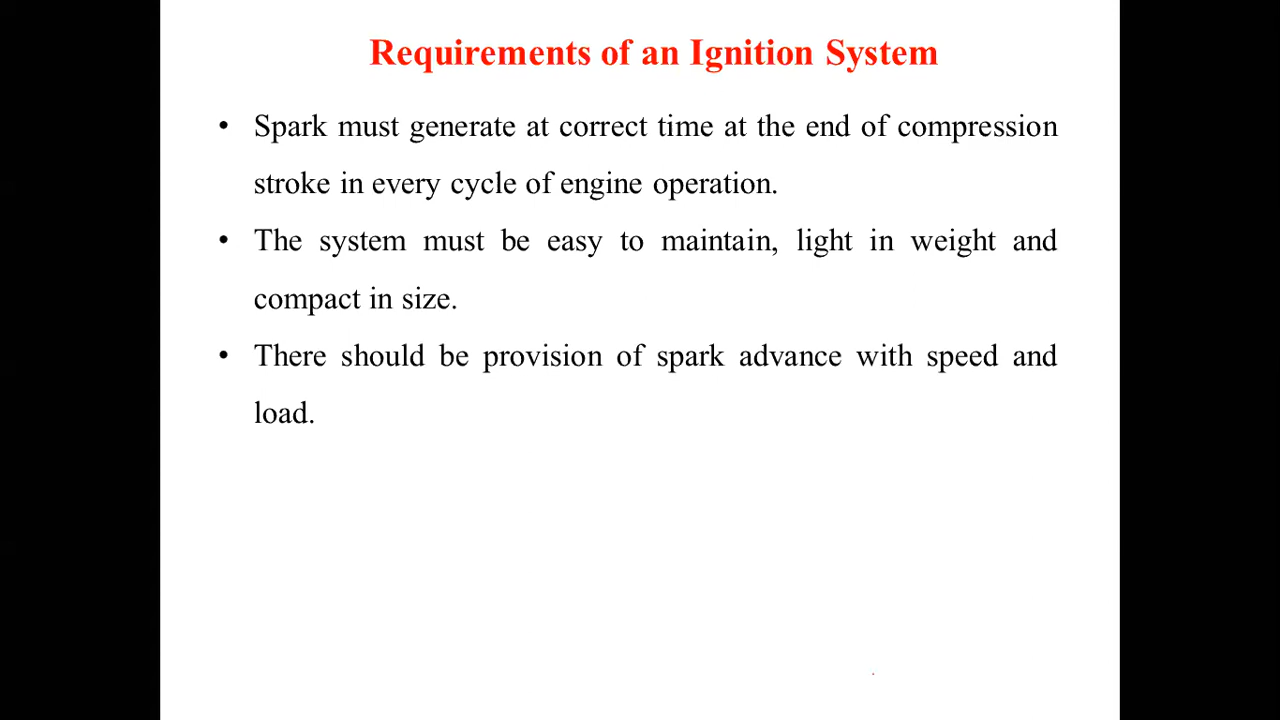 Requirements of an Ignition System
• Spark must generate at correct time at the end of compression
stroke in every cycle of engine operation.
• The system must be easy to maintain, light in weight and
compact in size.
• There should be provision of spark advance with speed and
load.